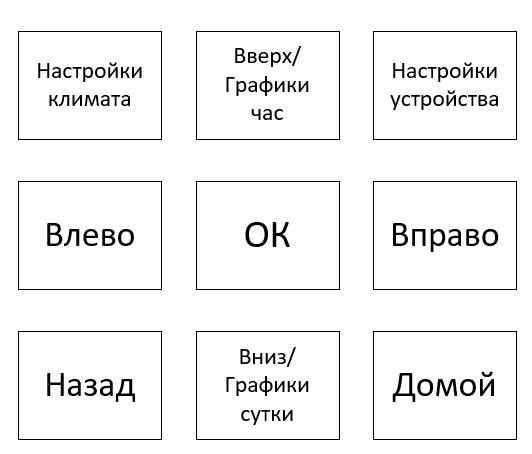 Настройки
климата
Вверх/
Графики
час
Настройки
устройства
Влево
ОК
Вправо
Назад
Вниз/
Графики
сутки
Домой